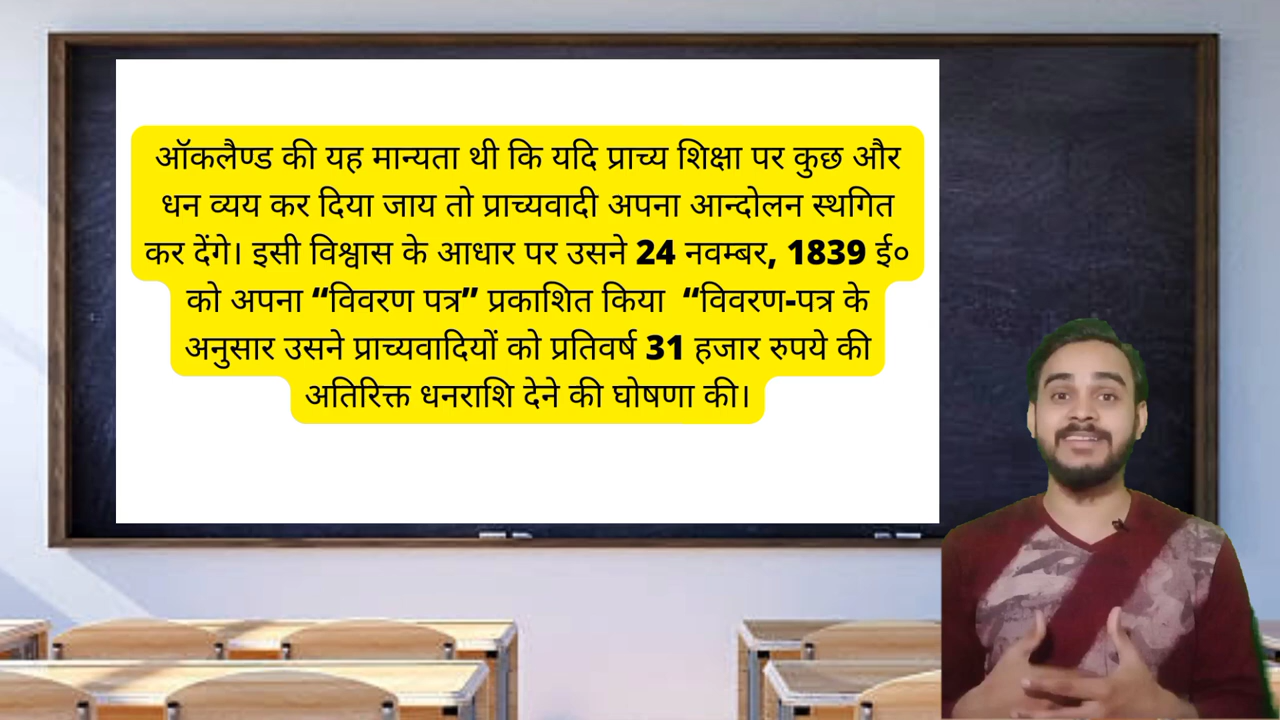 ऑकलैण्ड की यह मान्यता थी कि यदि प्राच्य शिक्षा पर कुछ और
धन व्यय कर दिया जाय तो प्राच्यवादी अपना आन्दोलन स्थगित
कर देंगे। इसी विश्वास के आधार पर उसने 24 नवम्बर, 1839 ई०
को अपना “विवरण पत्र” प्रकाशित किया “विवरण-पत्र के
अनुसार उसने प्राच्यवादियों को प्रतिवर्ष 31 हजार रुपये की
अतिरिक्त धनराशि देने की घोषणा की।